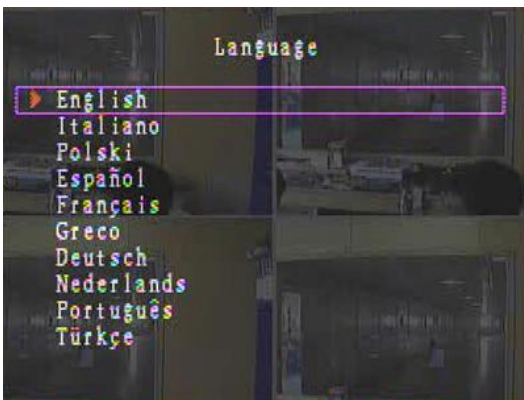 Language
English
Italiano
Polski
Español
Français
Greco
Deutsch
Nederlands
Português
Türkçe